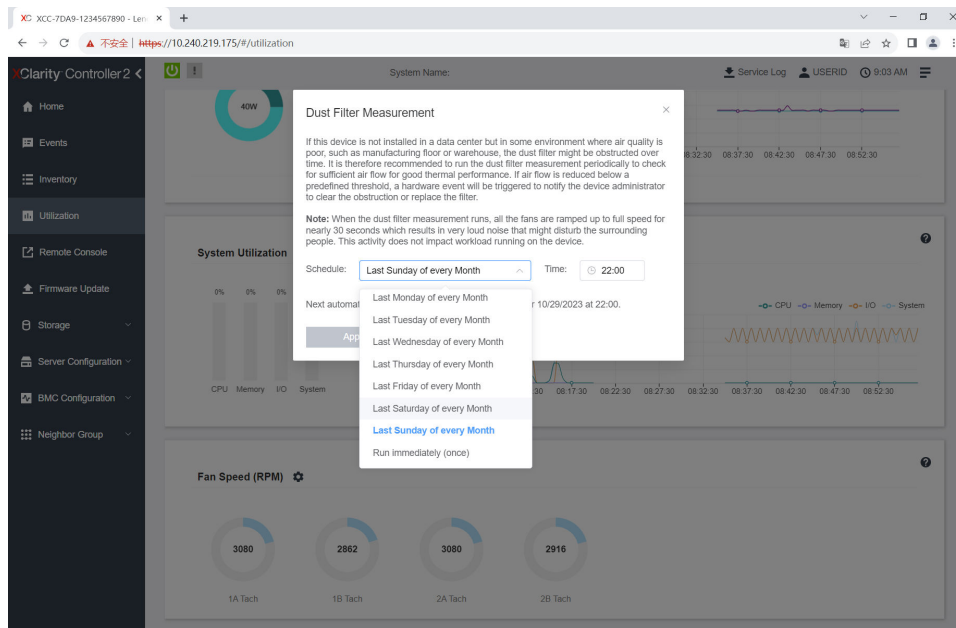 XC XCC-7DA9-1234567890 - Len × +
不安全 | https://10.240.219.175/#/utilization
XClarity Controller 2
System Name:
Service Log USERID 9:03 AM
Home
Events
Inventory
Utilization
Remote Console
Firmware Update
Storage
Server Configuration
BMC Configuration
Neighbor Group
40W
8:32:30 08:37:30 08:42:30 08:47:30 08:52:30
Dust Filter Measurement ×
If this device is not installed in a data center but in some environment where air quality is
poor, such as manufacturing floor or warehouse, the dust filter might be obstructed over
time. It is therefore recommended to run the dust filter measurement periodically to check
for sufficient air flow for good thermal performance. If air flow is reduced below a
predefined threshold, a hardware event will be triggered to notify the device administrator
to clear the obstruction or replace the filter.
Note: When the dust filter measurement runs, all the fans are ramped up to full speed for
nearly 30 seconds which results in very loud noise that might disturb the surrounding
people. This activity does not impact workload running on the device.
Schedule: Last Sunday of every Month Time: 22:00
Next automat
r 10/29/2023 at 22:00.
App
Last Monday of every Month
Last Tuesday of every Month
Last Wednesday of every Month
Last Thursday of every Month
Last Friday of every Month
Last Saturday of every Month
Last Sunday of every Month
Run immediately (once)
System Utilization
0% 0% 0%
CPU Memory I/O System
CPU Memory I/O System
:30 08:17:30 08:22:30 08:27:30 08:32:30 08:37:30 08:42:30 08:47:30 08:52:30
Fan Speed (RPM)
3080 2862 3080 2916
1A Tach 1B Tach 2A Tach 2B Tach